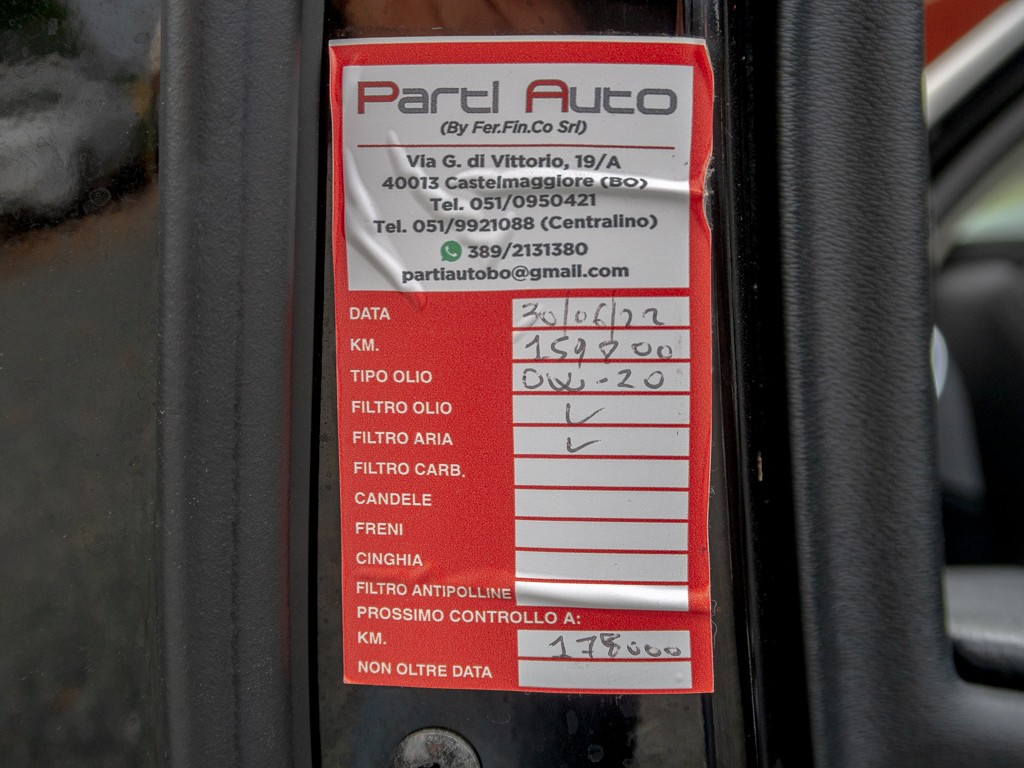 Parti Auto
(By Fer.Fin.Co Srl)
Via G. di Vittorio, 19/A
40013 Castelmaggiore (BO)
Tel. 051/0950421
Tel. 051/9921088 (Centralino)
389/2131380
partiautobo@gmail.com
DATA 30/06/22
KM. 159700
TIPO OLIO 0W-20
FILTRO OLIO ✓
FILTRO ARIA ✓
FILTRO CARB.
CANDELE
FRENI
CINGHIA
FILTRO ANTIPOLLINE
PROSSIMO CONTROLLO A:
KM. 178000
NON OLTRE DATA